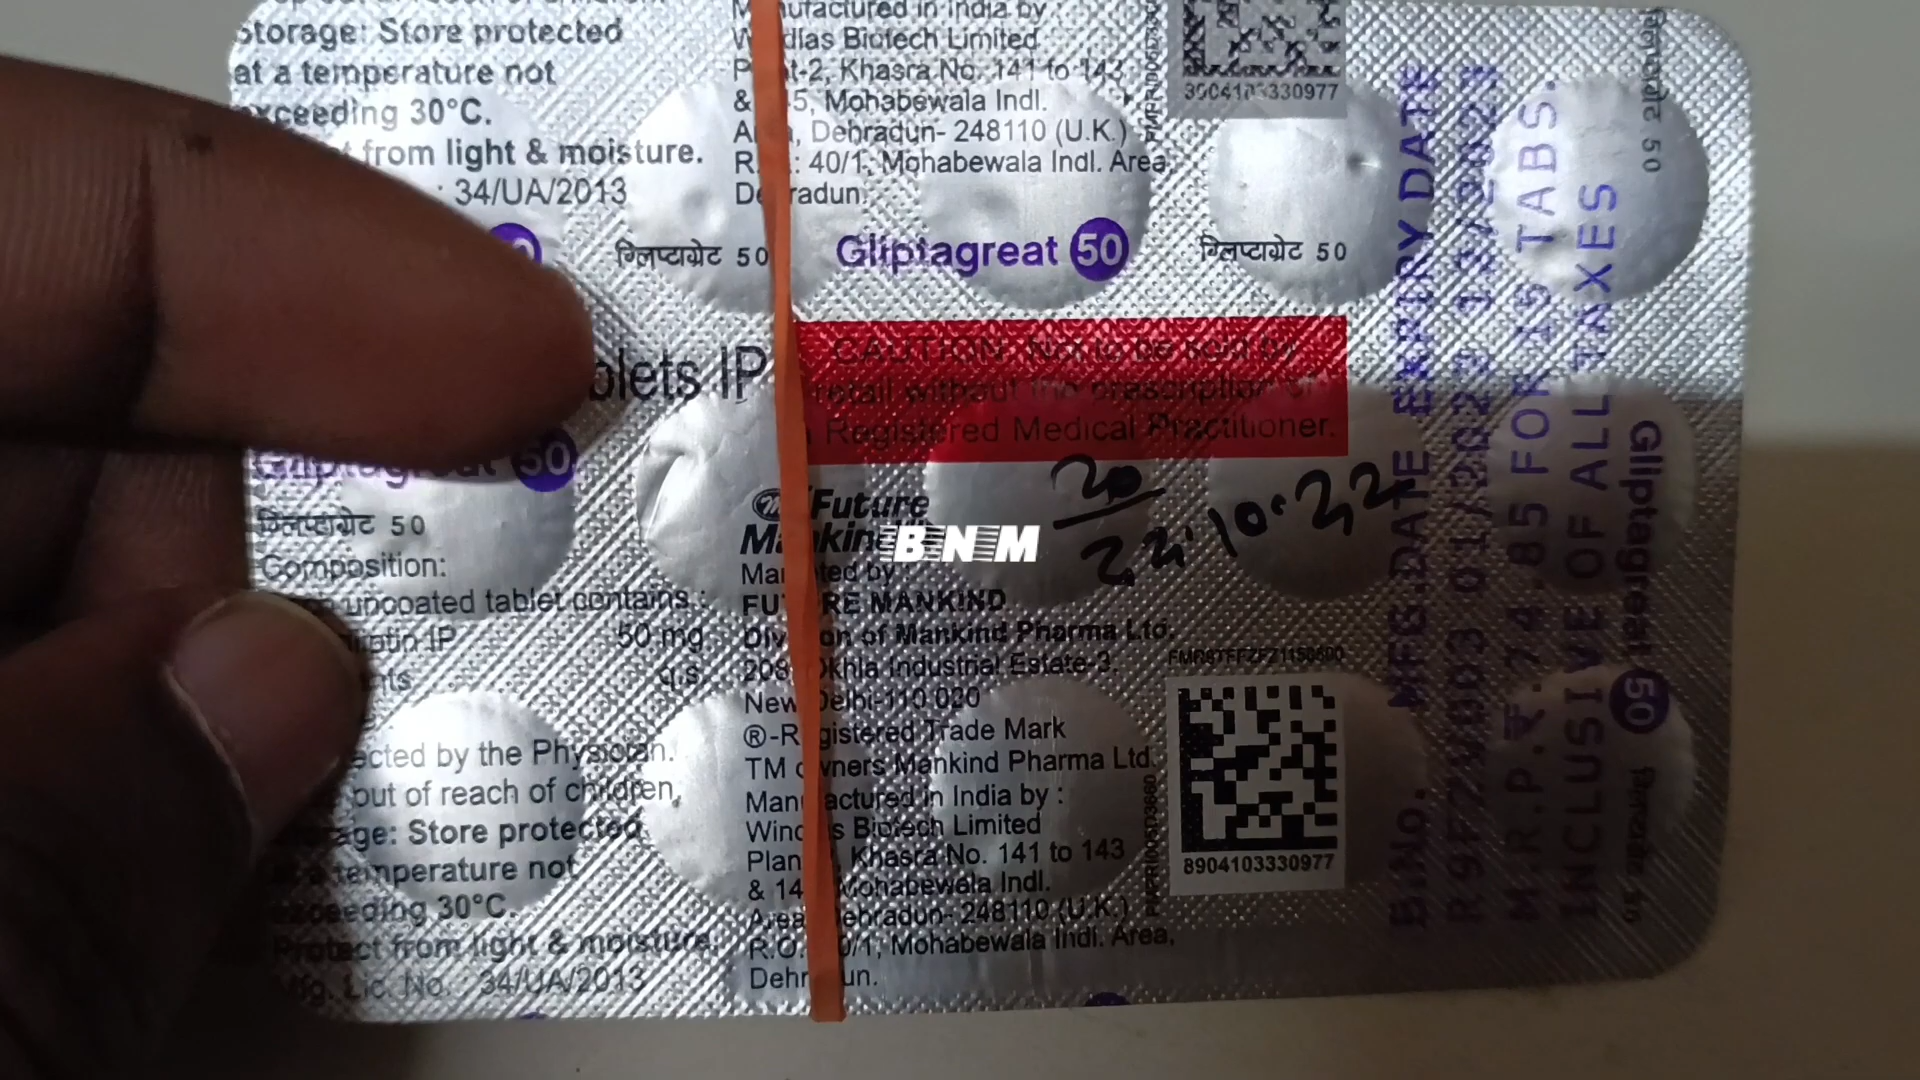 Storage: Store protected
at a temperature not
exceeding 30°C.
from light & moisture.
: 34/UA/2013
Manufactured in India by :
Windlas Biotech Limited
Khasra No. 141 to 143
& 5, Mohabewala Indl.
Dehradun- 248110 (U.K.)
: 40/1, Mohabewala Indl. Area,
Dehradun.
ग्लिप्टाग्रेट 50
Gliptagreat 50
ग्लिप्टाग्रेट 50
blets IP
CAUTION: Not to be sold by
retail without the prescription of
a Registered Medical Practitioner.
Gliptagreat 50
ग्लिप्टाग्रेट 50
Composition:
uncoated tablet contains :
IP 50 mg
q.s.
ected by the Physician.
out of reach of children.
Storage: Store protected
at a temperature not
exceeding 30°C.
Protect from light & moisture.
Mfg. Lic. No. : 34/UA/2013
Future
Mankind
BNM
Marketed by
FUTURE MANKIND
Division of Mankind Pharma Ltd.
208, Okhla Industrial Estate-3,
New Delhi-110 020
®-Registered Trade Mark
TM owners Mankind Pharma Ltd.
Manufactured in India by :
Windlas Biotech Limited
Khasra No. 141 to 143
& 14 Mohabewala Indl.
Area, Dehradun- 248110 (U.K.)
R.O. 40/1, Mohabewala Indl. Area,
Dehradun.
20
22.10.22
8904103330977
B.No. MFG.DATE EXPIRY DATE
M.R.P.₹.74.85 FOR 15 TABS.
INCLUSIVE OF ALL TAXES
Gliptagreat 50